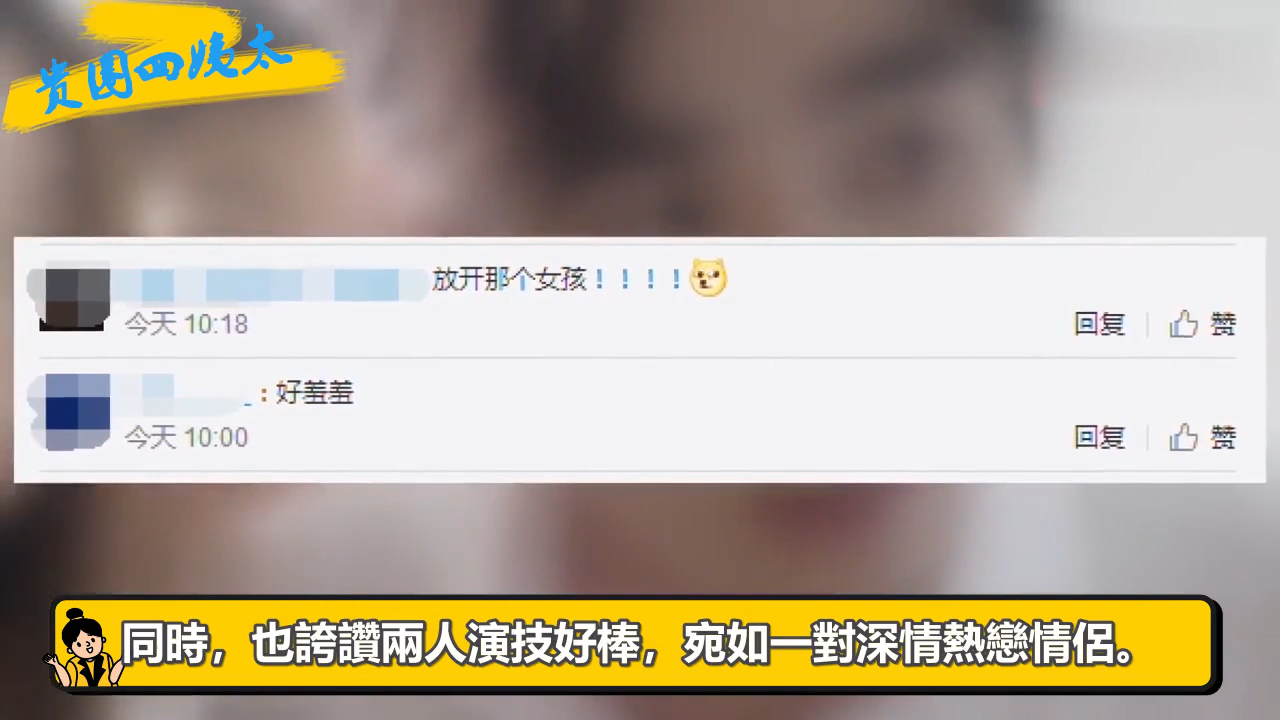 贵圈四姨太
放开那个女孩！！！！
今天 10:18
回复 赞
：好羞羞
今天 10:00
回复 赞
同時，也誇讚兩人演技好棒，宛如一對深情熱戀情侶。